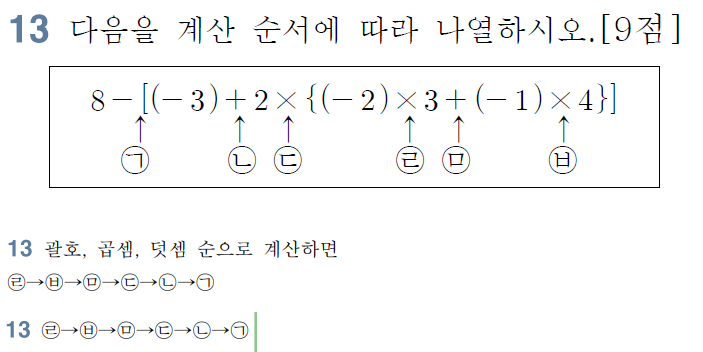 13 다음을 계산 순서에 따라 나열하시오.[9점]
8-[(-3)+2×{(-2)×3+(-1)×4}]
↑ ↑ ↑ ↑ ↑ ↑
㉠ ㉡ ㉢ ㉣ ㉤ ㉥
13 괄호, 곱셈, 덧셈 순으로 계산하면
㉣→㉥→㉤→㉢→㉡→㉠
13 ㉣→㉥→㉤→㉢→㉡→㉠